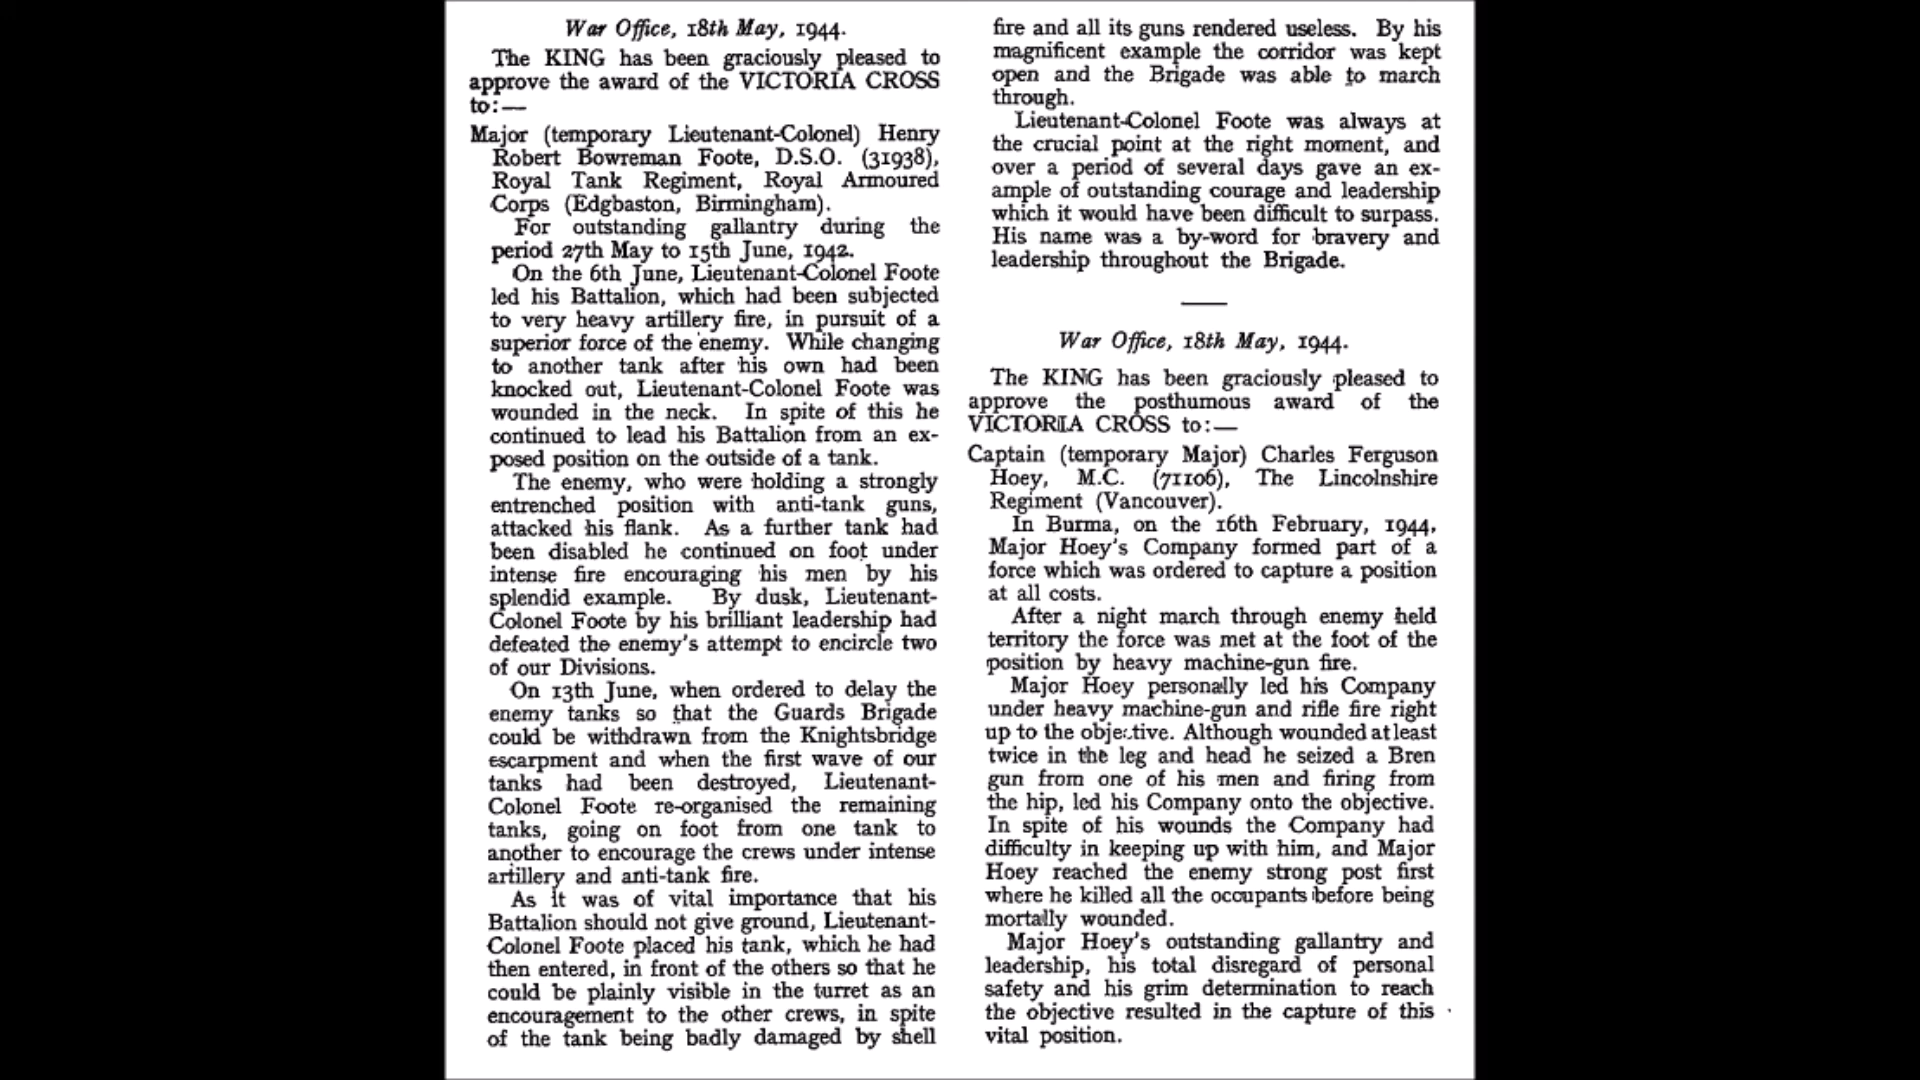 War Office, 18th May, 1944.
The KING has been graciously pleased to
approve the award of the VICTORIA CROSS
to:—
Major (temporary Lieutenant-Colonel) Henry
Robert Bowreman Foote, D.S.O. (31938),
Royal Tank Regiment, Royal Armoured
Corps (Edgbaston, Birmingham).
For outstanding gallantry during the
period 27th May to 15th June, 1942.
On the 6th June, Lieutenant-Colonel Foote
led his Battalion, which had been subjected
to very heavy artillery fire, in pursuit of a
superior force of the enemy. While changing
to another tank after his own had been
knocked out, Lieutenant-Colonel Foote was
wounded in the neck. In spite of this he
continued to lead his Battalion from an ex-
posed position on the outside of a tank.
The enemy, who were holding a strongly
entrenched position with anti-tank guns,
attacked his flank. As a further tank had
been disabled he continued on foot under
intense fire encouraging his men by his
splendid example. By dusk, Lieutenant-
Colonel Foote by his brilliant leadership had
defeated the enemy's attempt to encircle two
of our Divisions.
On 13th June, when ordered to delay the
enemy tanks so that the Guards Brigade
could be withdrawn from the Knightsbridge
escarpment and when the first wave of our
tanks had been destroyed, Lieutenant-
Colonel Foote re-organised the remaining
tanks, going on foot from one tank to
another to encourage the crews under intense
artillery and anti-tank fire.
As it was of vital importance that his
Battalion should not give ground, Lieutenant-
Colonel Foote placed his tank, which he had
then entered, in front of the others so that he
could be plainly visible in the turret as an
encouragement to the other crews, in spite
of the tank being badly damaged by shell
fire and all its guns rendered useless. By his
magnificent example the corridor was kept
open and the Brigade was able to march
through.
Lieutenant-Colonel Foote was always at
the crucial point at the right moment, and
over a period of several days gave an ex-
ample of outstanding courage and leadership
which it would have been difficult to surpass.
His name was a by-word for bravery and
leadership throughout the Brigade.
War Office, 18th May, 1944.
The KING has been graciously pleased to
approve the posthumous award of the
VICTORIA CROSS to:—
Captain (temporary Major) Charles Ferguson
Hoey, M.C. (71106), The Lincolnshire
Regiment (Vancouver).
In Burma, on the 16th February, 1944,
Major Hoey's Company formed part of a
force which was ordered to capture a position
at all costs.
After a night march through enemy held
territory the force was met at the foot of the
position by heavy machine-gun fire.
Major Hoey personally led his Company
under heavy machine-gun and rifle fire right
up to the objective. Although wounded at least
twice in the leg and head he seized a Bren
gun from one of his men and firing from
the hip, led his Company onto the objective.
In spite of his wounds the Company had
difficulty in keeping up with him, and Major
Hoey reached the enemy strong post first
where he killed all the occupants before being
mortally wounded.
Major Hoey's outstanding gallantry and
leadership, his total disregard of personal
safety and his grim determination to reach
the objective resulted in the capture of this
vital position.